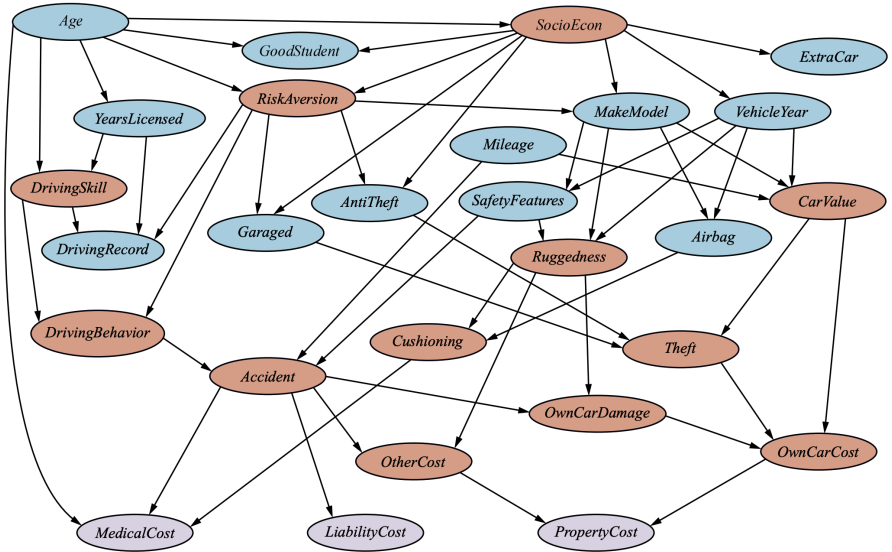 Age
SocioEcon
GoodStudent
ExtraCar
RiskAversion
YearsLicensed
MakeModel
VehicleYear
Mileage
DrivingSkill
AntiTheft
SafetyFeatures
CarValue
Garaged
DrivingRecord
Airbag
Ruggedness
DrivingBehavior
Cushioning
Theft
Accident
OwnCarDamage
OtherCost
OwnCarCost
MedicalCost
LiabilityCost
PropertyCost